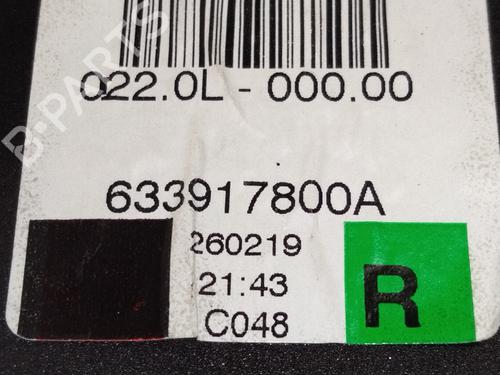 022.0L - 000.00
633917800A
260219
21:43
C048
R
B-PARTS